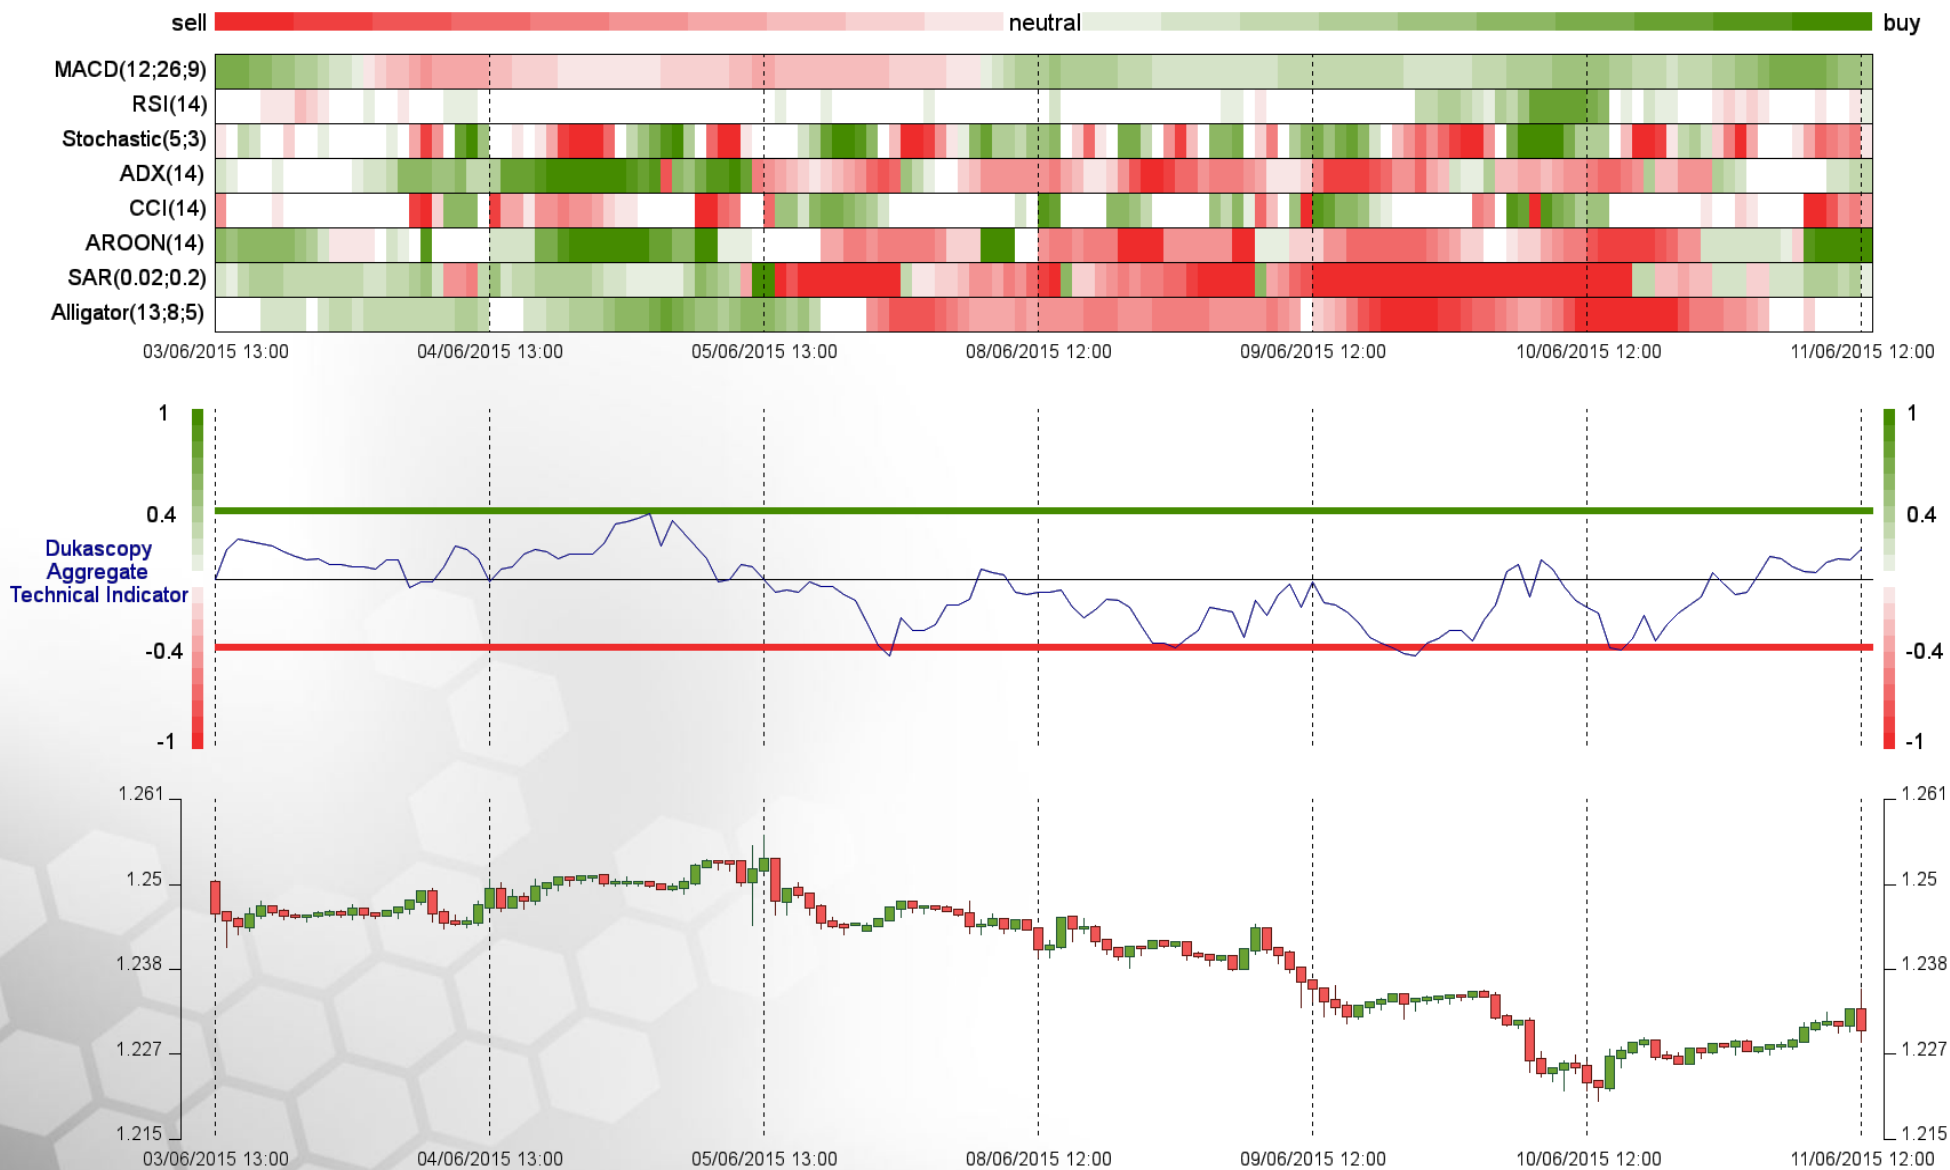 sell neutral buy
MACD(12;26;9)
RSI(14)
Stochastic(5;3)
ADX(14)
CCI(14)
AROON(14)
SAR(0.02;0.2)
Alligator(13;8;5)
03/06/2015 13:00 04/06/2015 13:00 05/06/2015 13:00 08/06/2015 12:00 09/06/2015 12:00 10/06/2015 12:00 11/06/2015 12:00
1 1
0.4 0.4
Dukascopy
Aggregate
Technical Indicator
-0.4 -0.4
-1 -1
1.261 1.261
1.25 1.25
1.238 1.238
1.227 1.227
1.215 1.215
03/06/2015 13:00 04/06/2015 13:00 05/06/2015 13:00 08/06/2015 12:00 09/06/2015 12:00 10/06/2015 12:00 11/06/2015 12:00